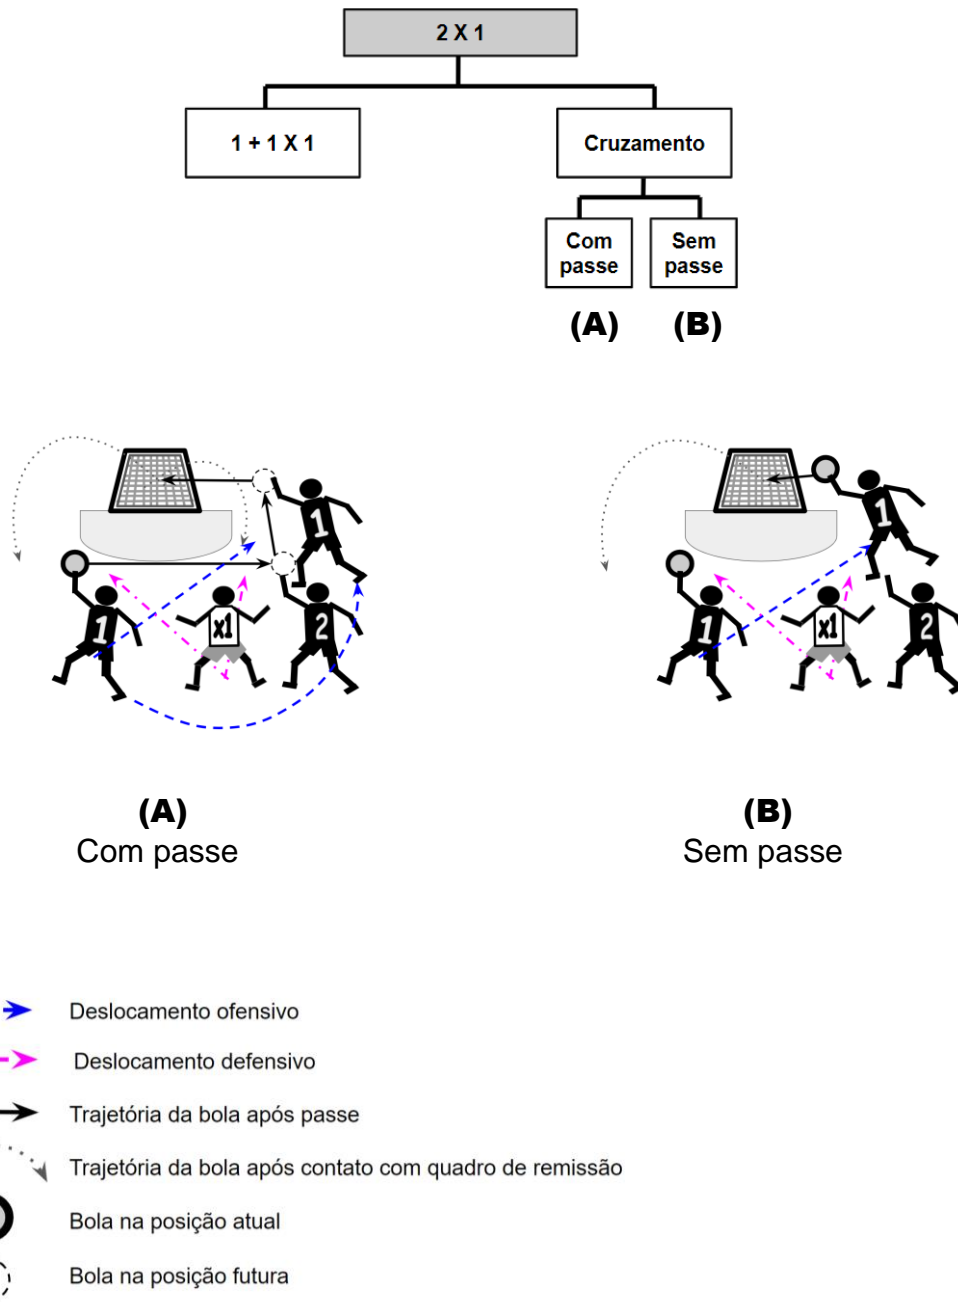 2 X 1
1 + 1 X 1
Cruzamento
Com
passe
Sem
passe
(A)
(B)
1
1
x1
2
1
1
x1
2
(A)
Com passe
(B)
Sem passe
Deslocamento ofensivo
Deslocamento defensivo
Trajetória da bola após passe
Trajetória da bola após contato com quadro de remissão
Bola na posição atual
Bola na posição futura